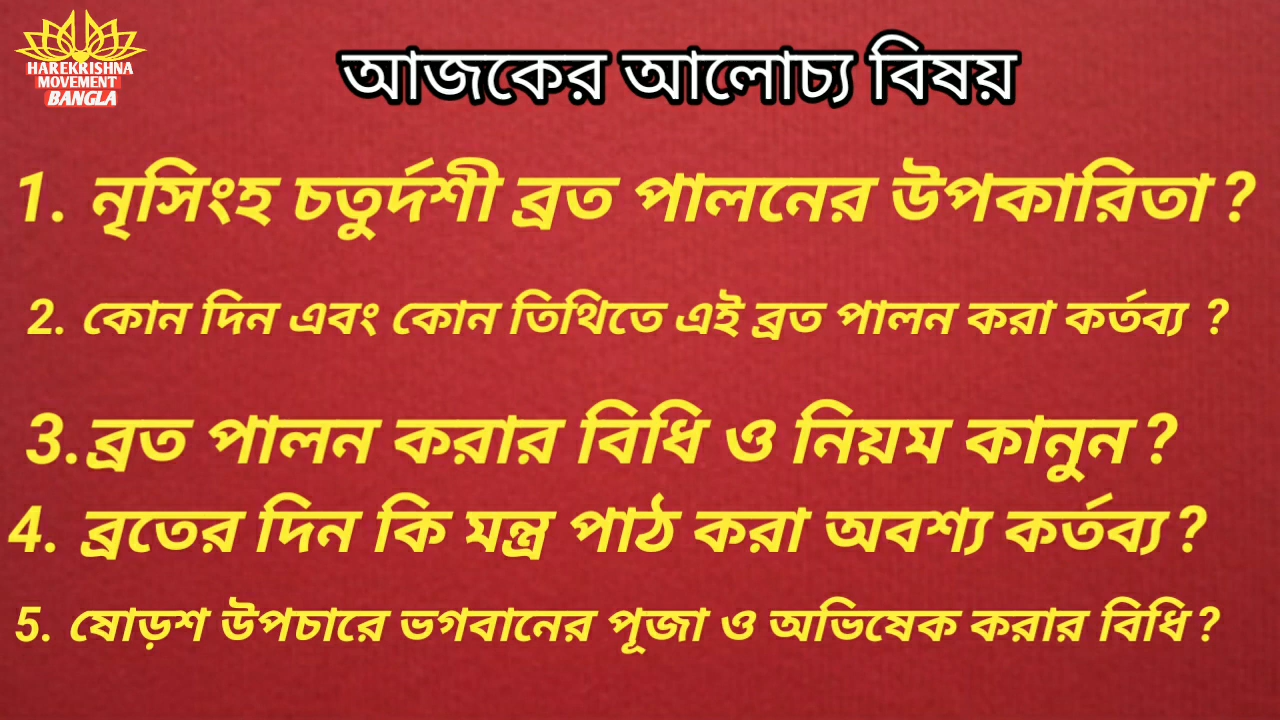 HAREKRISHNA
MOVEMENT
BANGLA
আজকের আলোচ্য বিষয়
1. নৃসিংহ চতুর্দশী ব্রত পালনের উপকারিতা ?
2. কোন দিন এবং কোন তিথিতে এই ব্রত পালন করা কর্তব্য ?
3.ব্রত পালন করার বিধি ও নিয়ম কানুন ?
4. ব্রতের দিন কি মন্ত্র পাঠ করা অবশ্য কর্তব্য ?
5. ষোড়শ উপচারে ভগবানের পূজা ও অভিষেক করার বিধি ?